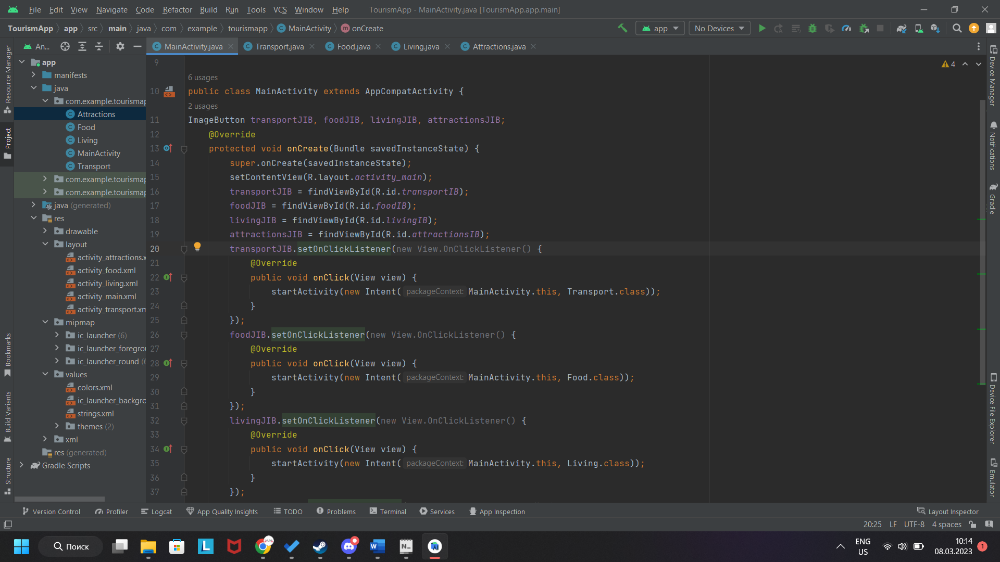 File Edit View Navigate Code Refactor Build Run Tools VCS Window Help TourismApp - MainActivity.java [TourismApp.app.main]
TourismApp app src main java com example tourismapp MainActivity onCreate app No Devices
An... MainActivity.java Transport.java Food.java Living.java Attractions.java
Resource Manager
Project
Bookmarks
Build Variants
Structure
app
manifests
java
com.example.tourismap
Attractions
Food
Living
MainActivity
Transport
com.example.tourismap
com.example.tourismap
java (generated)
res
drawable
layout
activity_attractions.x
activity_food.xml
activity_living.xml
activity_main.xml
activity_transport.xm
mipmap
ic_launcher (6)
ic_launcher_foregrou
ic_launcher_round (6
values
colors.xml
ic_launcher_backgro
strings.xml
themes (2)
xml
res (generated)
Gradle Scripts
9
4
6 usages
10 public class MainActivity extends AppCompatActivity {
2 usages
11 ImageButton transportJIB, foodJIB, livingJIB, attractionsJIB;
12 @Override
13 protected void onCreate(Bundle savedInstanceState) {
14 super.onCreate(savedInstanceState);
15 setContentView(R.layout.activity_main);
16 transportJIB = findViewById(R.id.transportIB);
17 foodJIB = findViewById(R.id.foodIB);
18 livingJIB = findViewById(R.id.livingIB);
19 attractionsJIB = findViewById(R.id.attractionsIB);
20 transportJIB.setOnClickListener(new View.OnClickListener() {
21 @Override
22 public void onClick(View view) {
23 startActivity(new Intent( packageContext: MainActivity.this, Transport.class));
24 }
25 });
26 foodJIB.setOnClickListener(new View.OnClickListener() {
27 @Override
28 public void onClick(View view) {
29 startActivity(new Intent( packageContext: MainActivity.this, Food.class));
30 }
31 });
32 livingJIB.setOnClickListener(new View.OnClickListener() {
33 @Override
34 public void onClick(View view) {
35 startActivity(new Intent( packageContext: MainActivity.this, Living.class));
36 }
37 });
Device Manager
Notifications
Gradle
Device File Explorer
Emulator
Version Control Profiler Logcat App Quality Insights TODO Problems Terminal Services App Inspection Layout Inspector
20:25 LF UTF-8 4 spaces
Поиск
ENG
US
10:14
08.03.2023
1